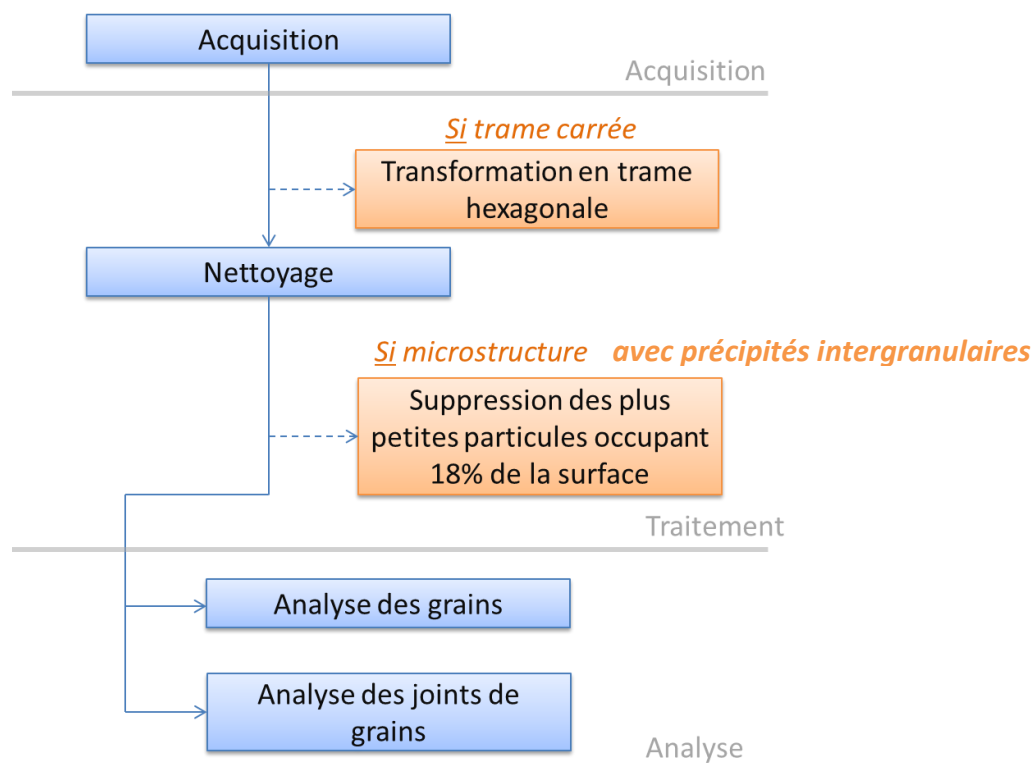 Acquisition
Acquisition
Si trame carrée
Transformation en trame
hexagonale
Nettoyage
Si microstructure avec précipités intergranulaires
Suppression des plus
petites particules occupant
18% de la surface
Traitement
Analyse des grains
Analyse des joints de
grains
Analyse